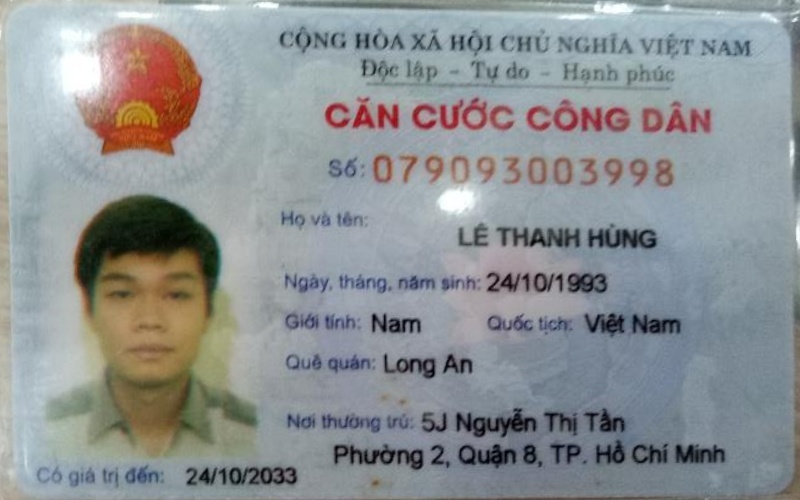 CỘNG HÒA XÃ HỘI CHỦ NGHĨA VIỆT NAM
Độc lập - Tự do - Hạnh phúc
CĂN CƯỚC CÔNG DÂN
Số: 079093003998
Họ và tên:
LÊ THANH HÙNG
Ngày, tháng, năm sinh: 24/10/1993
Giới tính: Nam Quốc tịch: Việt Nam
Quê quán: Long An
Nơi thường trú: 5J Nguyễn Thị Tần
Phường 2, Quận 8, TP. Hồ Chí Minh
Có giá trị đến: 24/10/2033